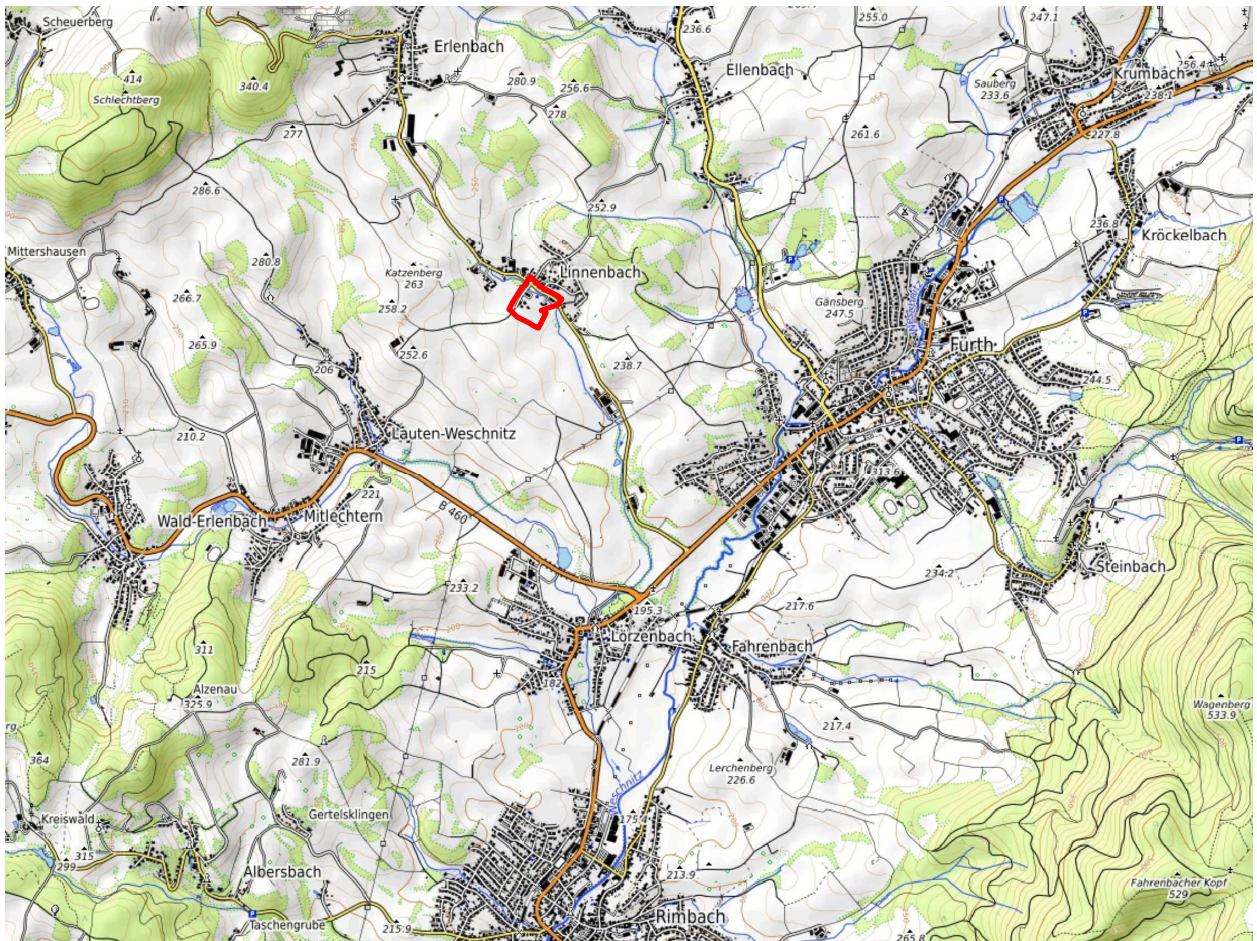 Scheuerberg
236.6
255.0
247.1
Erlenbach
Ellenbach
Krumbach
256.4
414
340.4
280.9
256.6
Sauberg
233.6
238.1
Schlechtberg
278
277
261.6
227.8
286.6
252.9
236.8
Kröckelbach
Mittershausen
280.8
Katzenberg
263
Linnenbach
266.7
258.2
Gänsberg
247.5
265.9
252.6
Fürth
206
238.7
244.5
210.2
Lauten-Weschnitz
313.6
221
Wald-Erlenbach
Mitlechtern
B 460
233.2
234.2
Steinbach
195.3
217.6
Lörzenbach
Fahrenbach
311
215
182
Alzenau
325.9
Wagenberg
533.9
217.4
364
281.9
Lerchenberg
226.6
Weschnitz
Kreiswald
Gertelsklingen
175.4
315
299
Albersbach
213.9
Fahrenbacher Kopf
529
Taschengrube
215.9
Rimbach
265.8